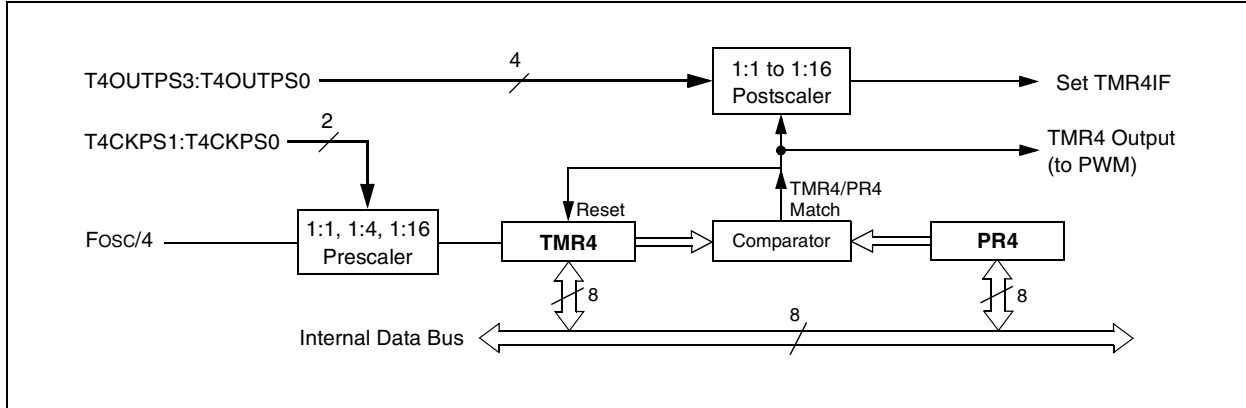 4
T4OUTPS3:T4OUTPS0
1:1 to 1:16
Postscaler
Set TMR4IF
2
T4CKPS1:T4CKPS0
TMR4 Output
(to PWM)
TMR4/PR4
Match
Reset
1:1, 1:4, 1:16
Prescaler
FOSC/4
TMR4
Comparator
PR4
8
8
8
Internal Data Bus